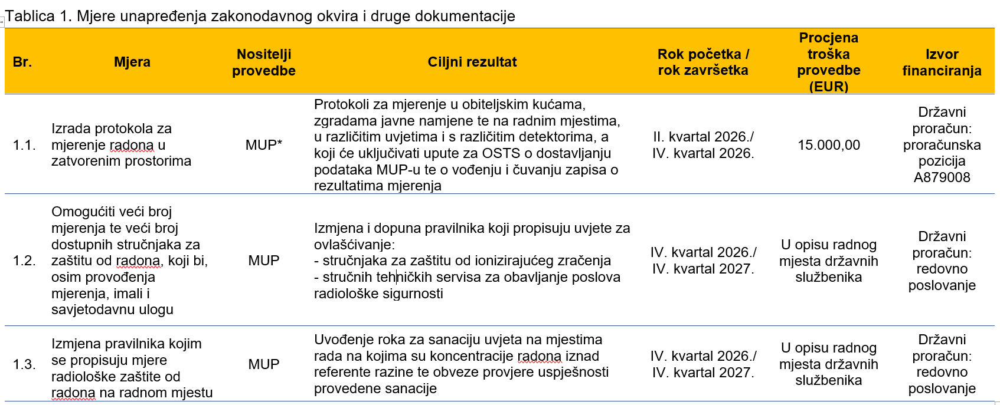 Tablica 1. Mjere unapređenja zakonodavnog okvira i druge dokumentacije
Br.
Mjera
Nositelji
provedbe
Ciljni rezultat
Rok početka /
rok završetka
Procjena
troška
provedbe
(EUR)
Izvor
financiranja
1.1.
Izrada protokola za
mjerenje radona u
zatvorenim prostorima
MUP*
Protokoli za mjerenje u obiteljskim kućama,
zgradama javne namjene te na radnim mjestima,
u različitim uvjetima i s različitim detektorima, a
koji će uključivati upute za OSTS o dostavljanju
podataka MUP-u te o vođenju i čuvanju zapisa o
rezultatima mjerenja
II. kvartal 2026./
IV. kvartal 2026.
15.000,00
Državni
proračun:
proračunska
pozicija
A879008
1.2.
Omogućiti veći broj
mjerenja te veći broj
dostupnih stručnjaka za
zaštitu od radona, koji bi,
osim provođenja
mjerenja, imali i
savjetodavnu ulogu
MUP
Izmjena i dopuna pravilnika koji propisuju uvjete za
ovlašćivanje:
- stručnjaka za zaštitu od ionizirajućeg zračenja
- stručnih tehničkih servisa za obavljanje poslova
radiološke sigurnosti
IV. kvartal 2026./
IV. kvartal 2027.
U opisu radnog
mjesta državnih
službenika
Državni
proračun:
redovno
poslovanje
1.3.
Izmjena pravilnika kojim
se propisuju mjere
radiološke zaštite od
radona na radnom mjestu
MUP
Uvođenje roka za sanaciju uvjeta na mjestima
rada na kojima su koncentracije radona iznad
referente razine te obveze provjere uspješnosti
provedene sanacije
IV. kvartal 2026./
IV. kvartal 2027.
U opisu radnog
mjesta državnih
službenika
Državni
proračun:
redovno
poslovanje